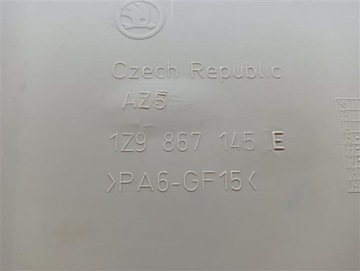 Czech Republic
AZ5
1Z9 867 145 E
>PA6-GF15<